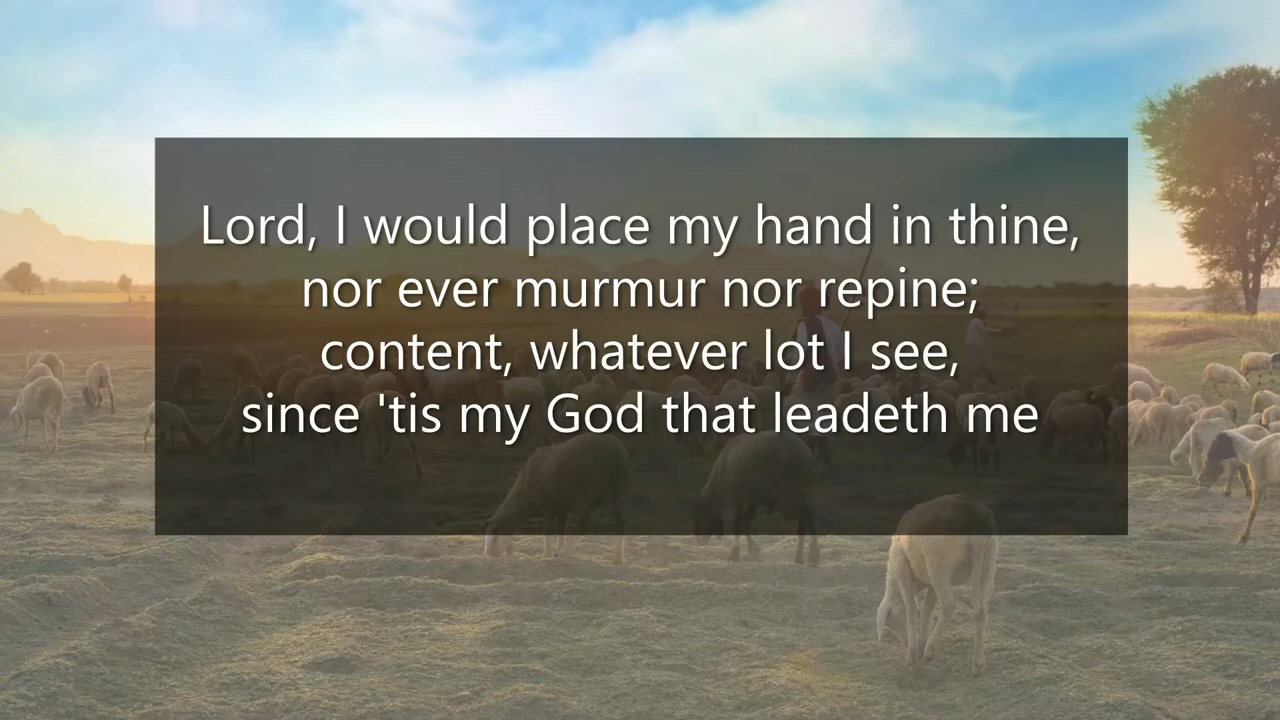 Lord, I would place my hand in thine,
nor ever murmur nor repine;
content, whatever lot I see,
since 'tis my God that leadeth me